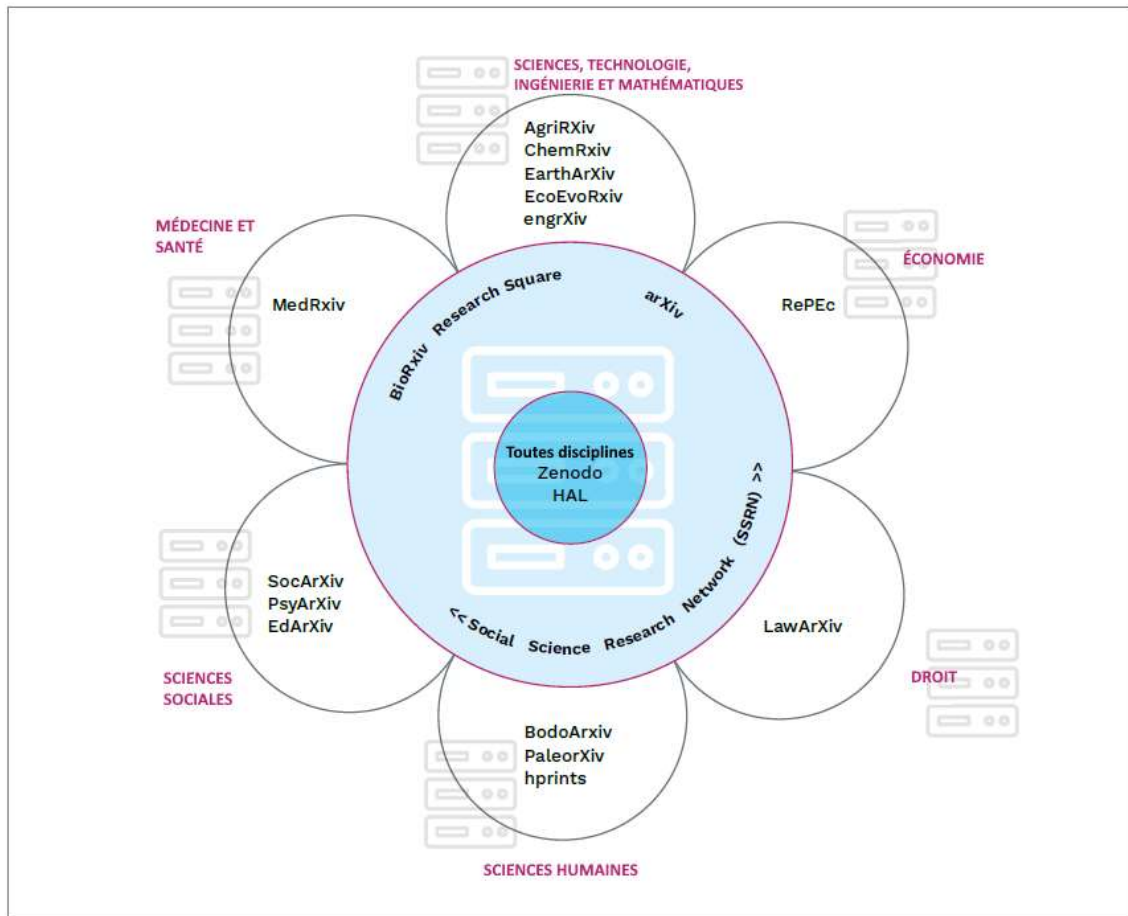 SCIENCES, TECHNOLOGIE,
INGÉNIERIE ET MATHÉMATIQUES
AgriRXiv
ChemRxiv
EarthArXiv
EcoEvoRxiv
engrXiv
MÉDECINE ET
SANTÉ
MedRxiv
ÉCONOMIE
RePEc
BioRxiv Research Square
arXiv
Toutes disciplines
Zenodo
HAL
<< Social Science Research Network (SSRN) >>
SocArXiv
PsyArXiv
EdArXiv
SCIENCES
SOCIALES
LawArXiv
DROIT
BodoArxiv
PaleorXiv
hprints
SCIENCES HUMAINES